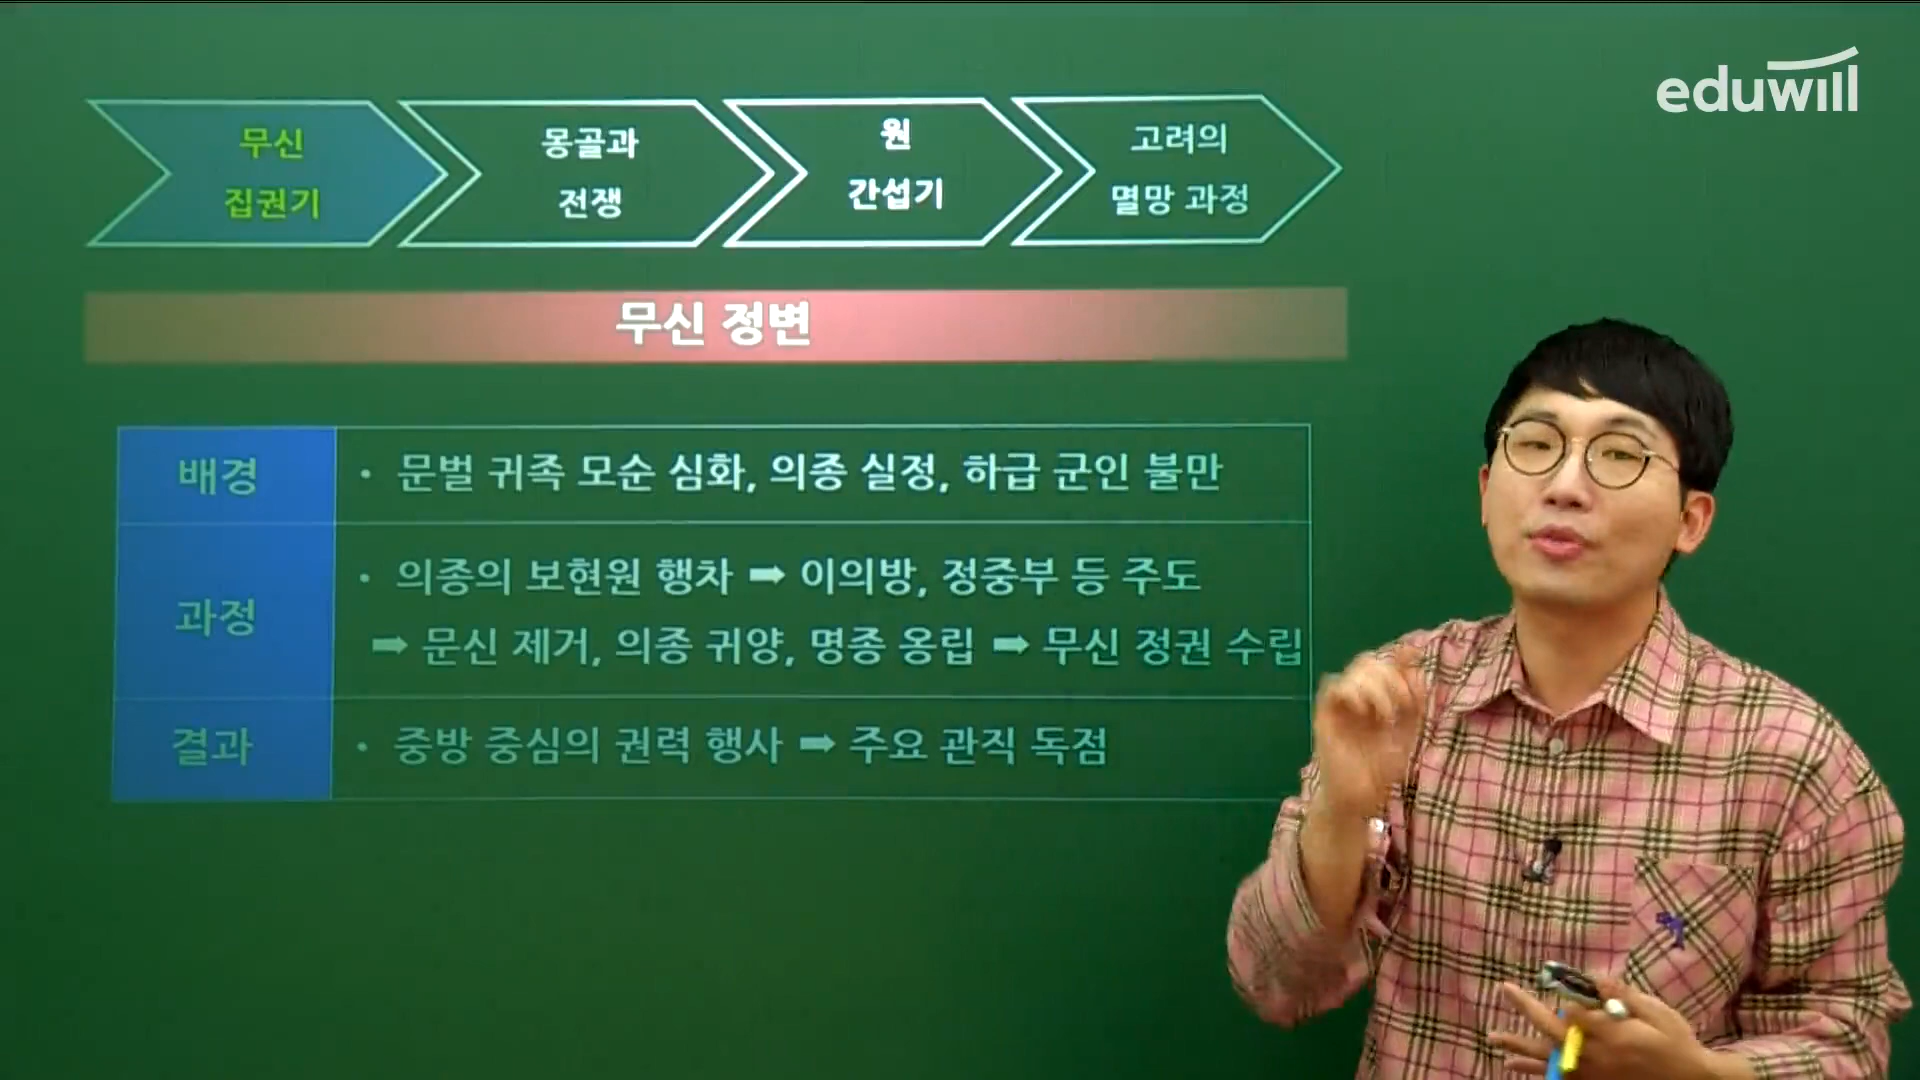 eduwill
무신
집권기
몽골과
전쟁
원
간섭기
고려의
멸망 과정
무신 정변
배경
• 문벌 귀족 모순 심화, 의종 실정, 하급 군인 불만
과정
• 의종의 보현원 행차 ➡ 이의방, 정중부 등 주도
➡ 문신 제거, 의종 귀양, 명종 옹립 ➡ 무신 정권 수립
결과
• 중방 중심의 권력 행사 ➡ 주요 관직 독점